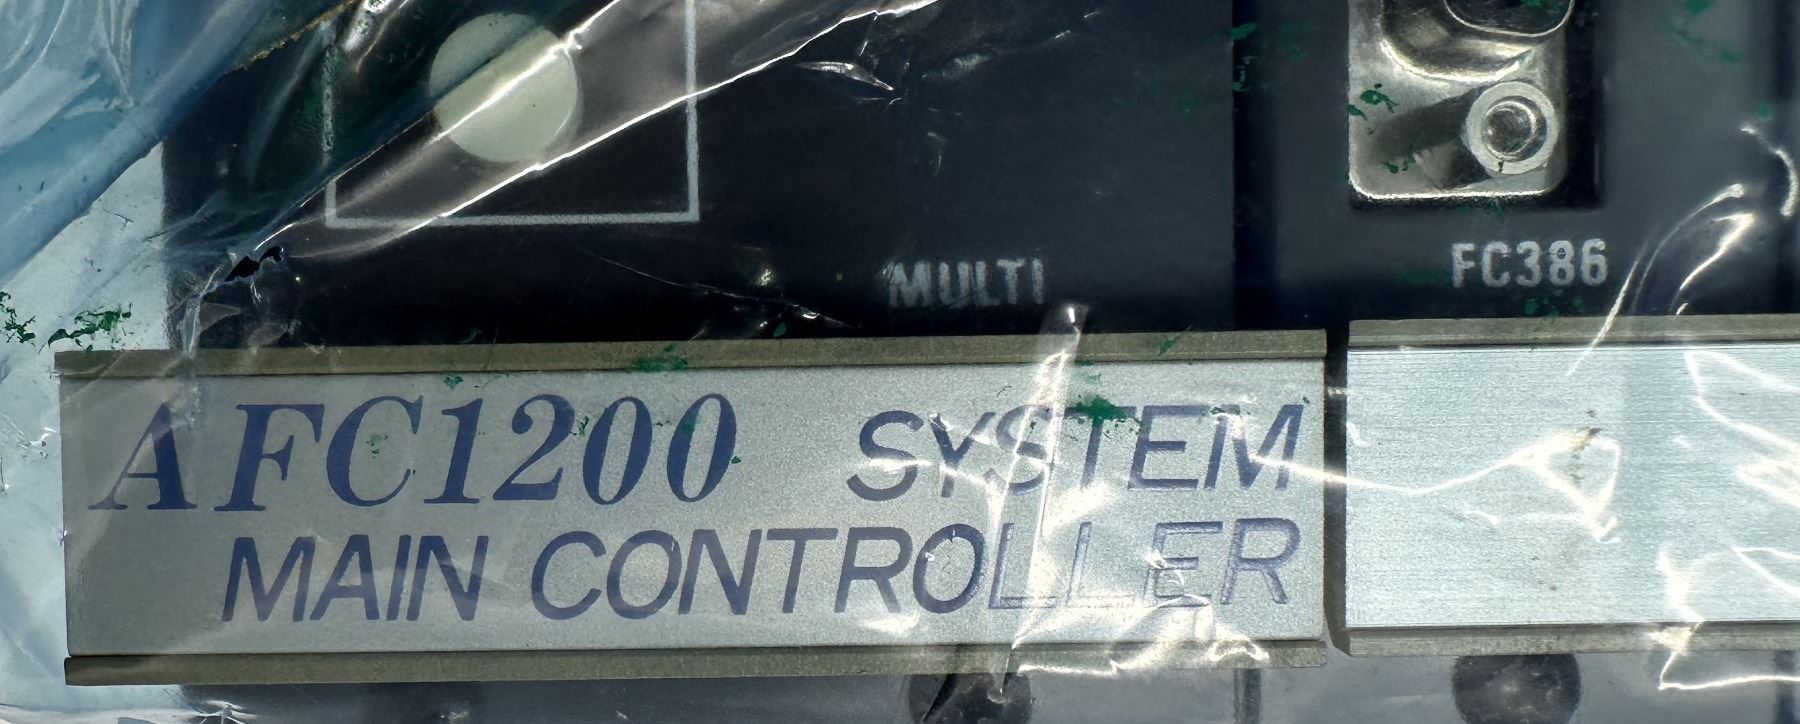 MULTI
FC386
AFC1200 SYSTEM
MAIN CONTROLLER